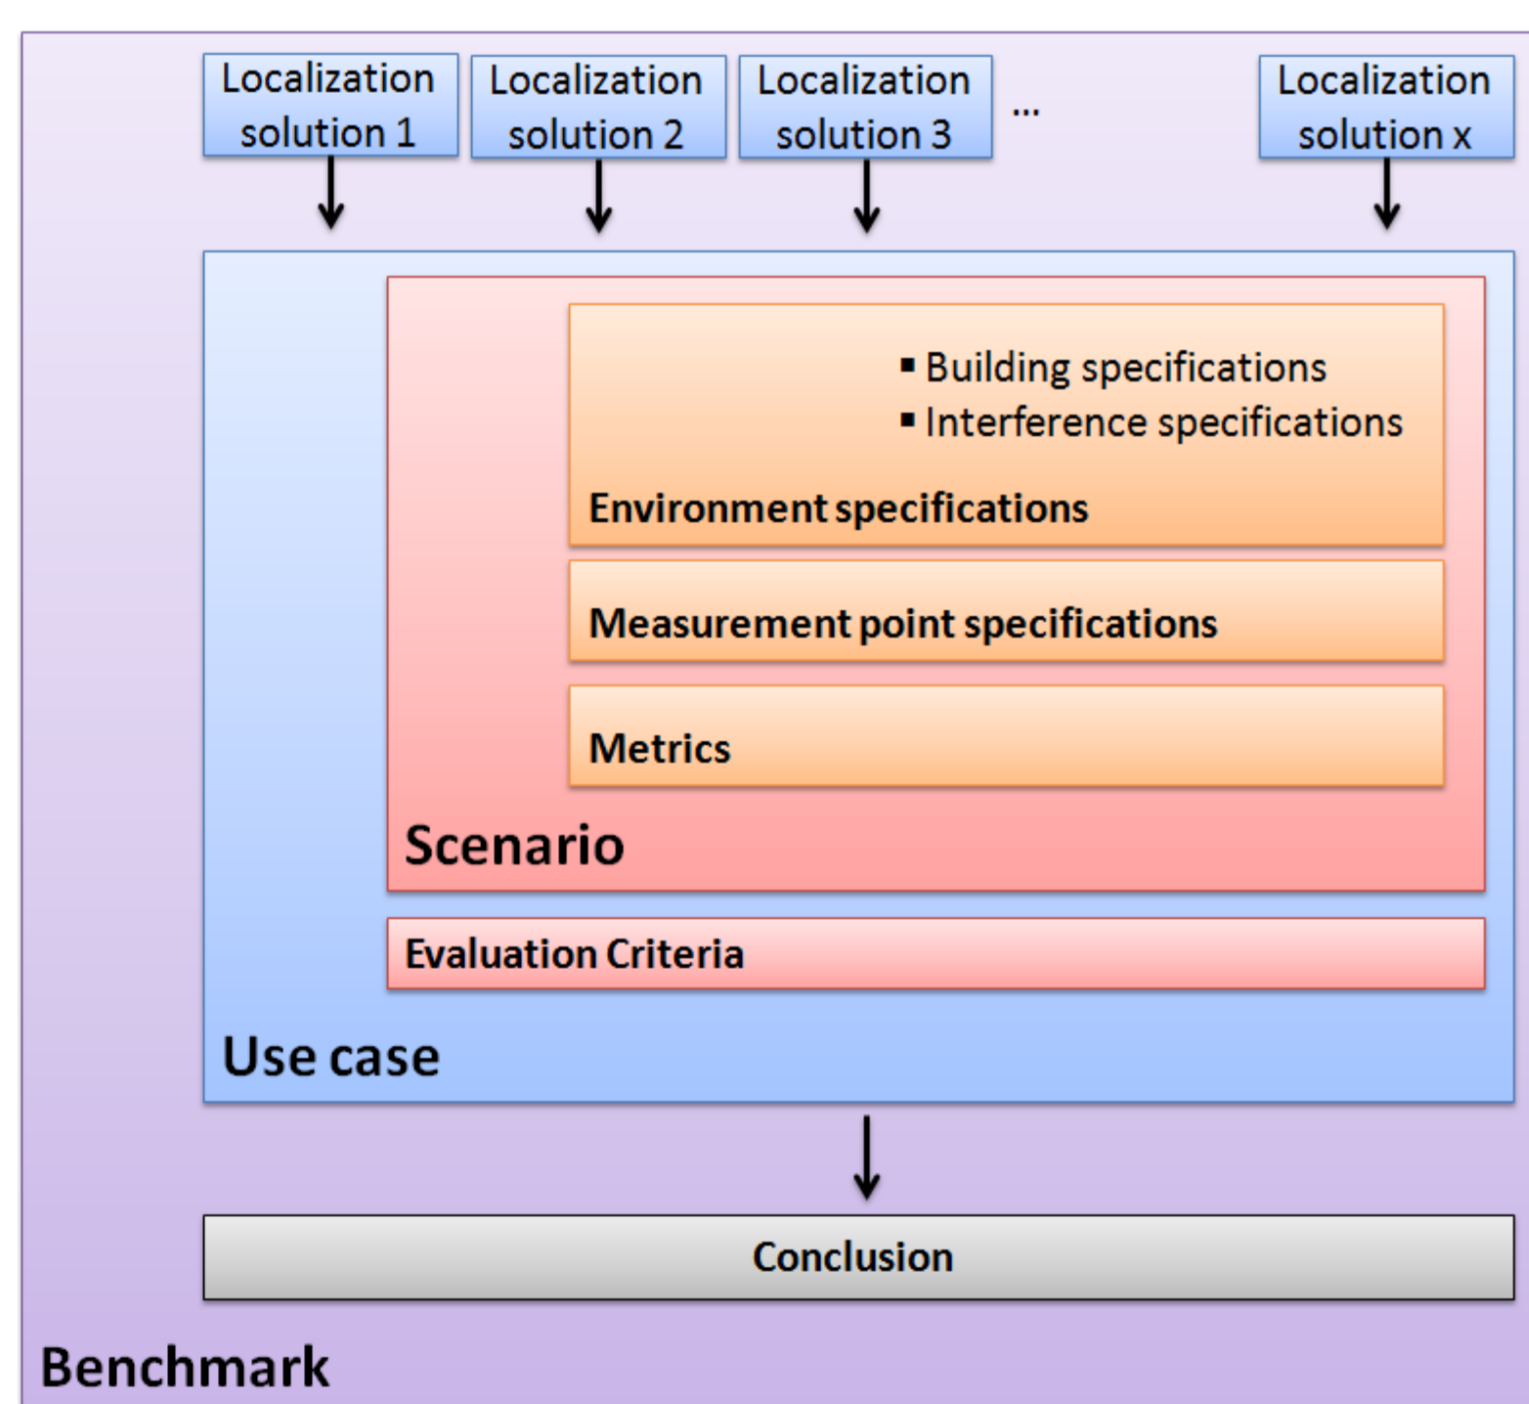 Localization
solution 1
Localization
solution 2
Localization
solution 3
...
Localization
solution x
▪ Building specifications
▪ Interference specifications
Environment specifications
Measurement point specifications
Metrics
Scenario
Evaluation Criteria
Use case
Conclusion
Benchmark